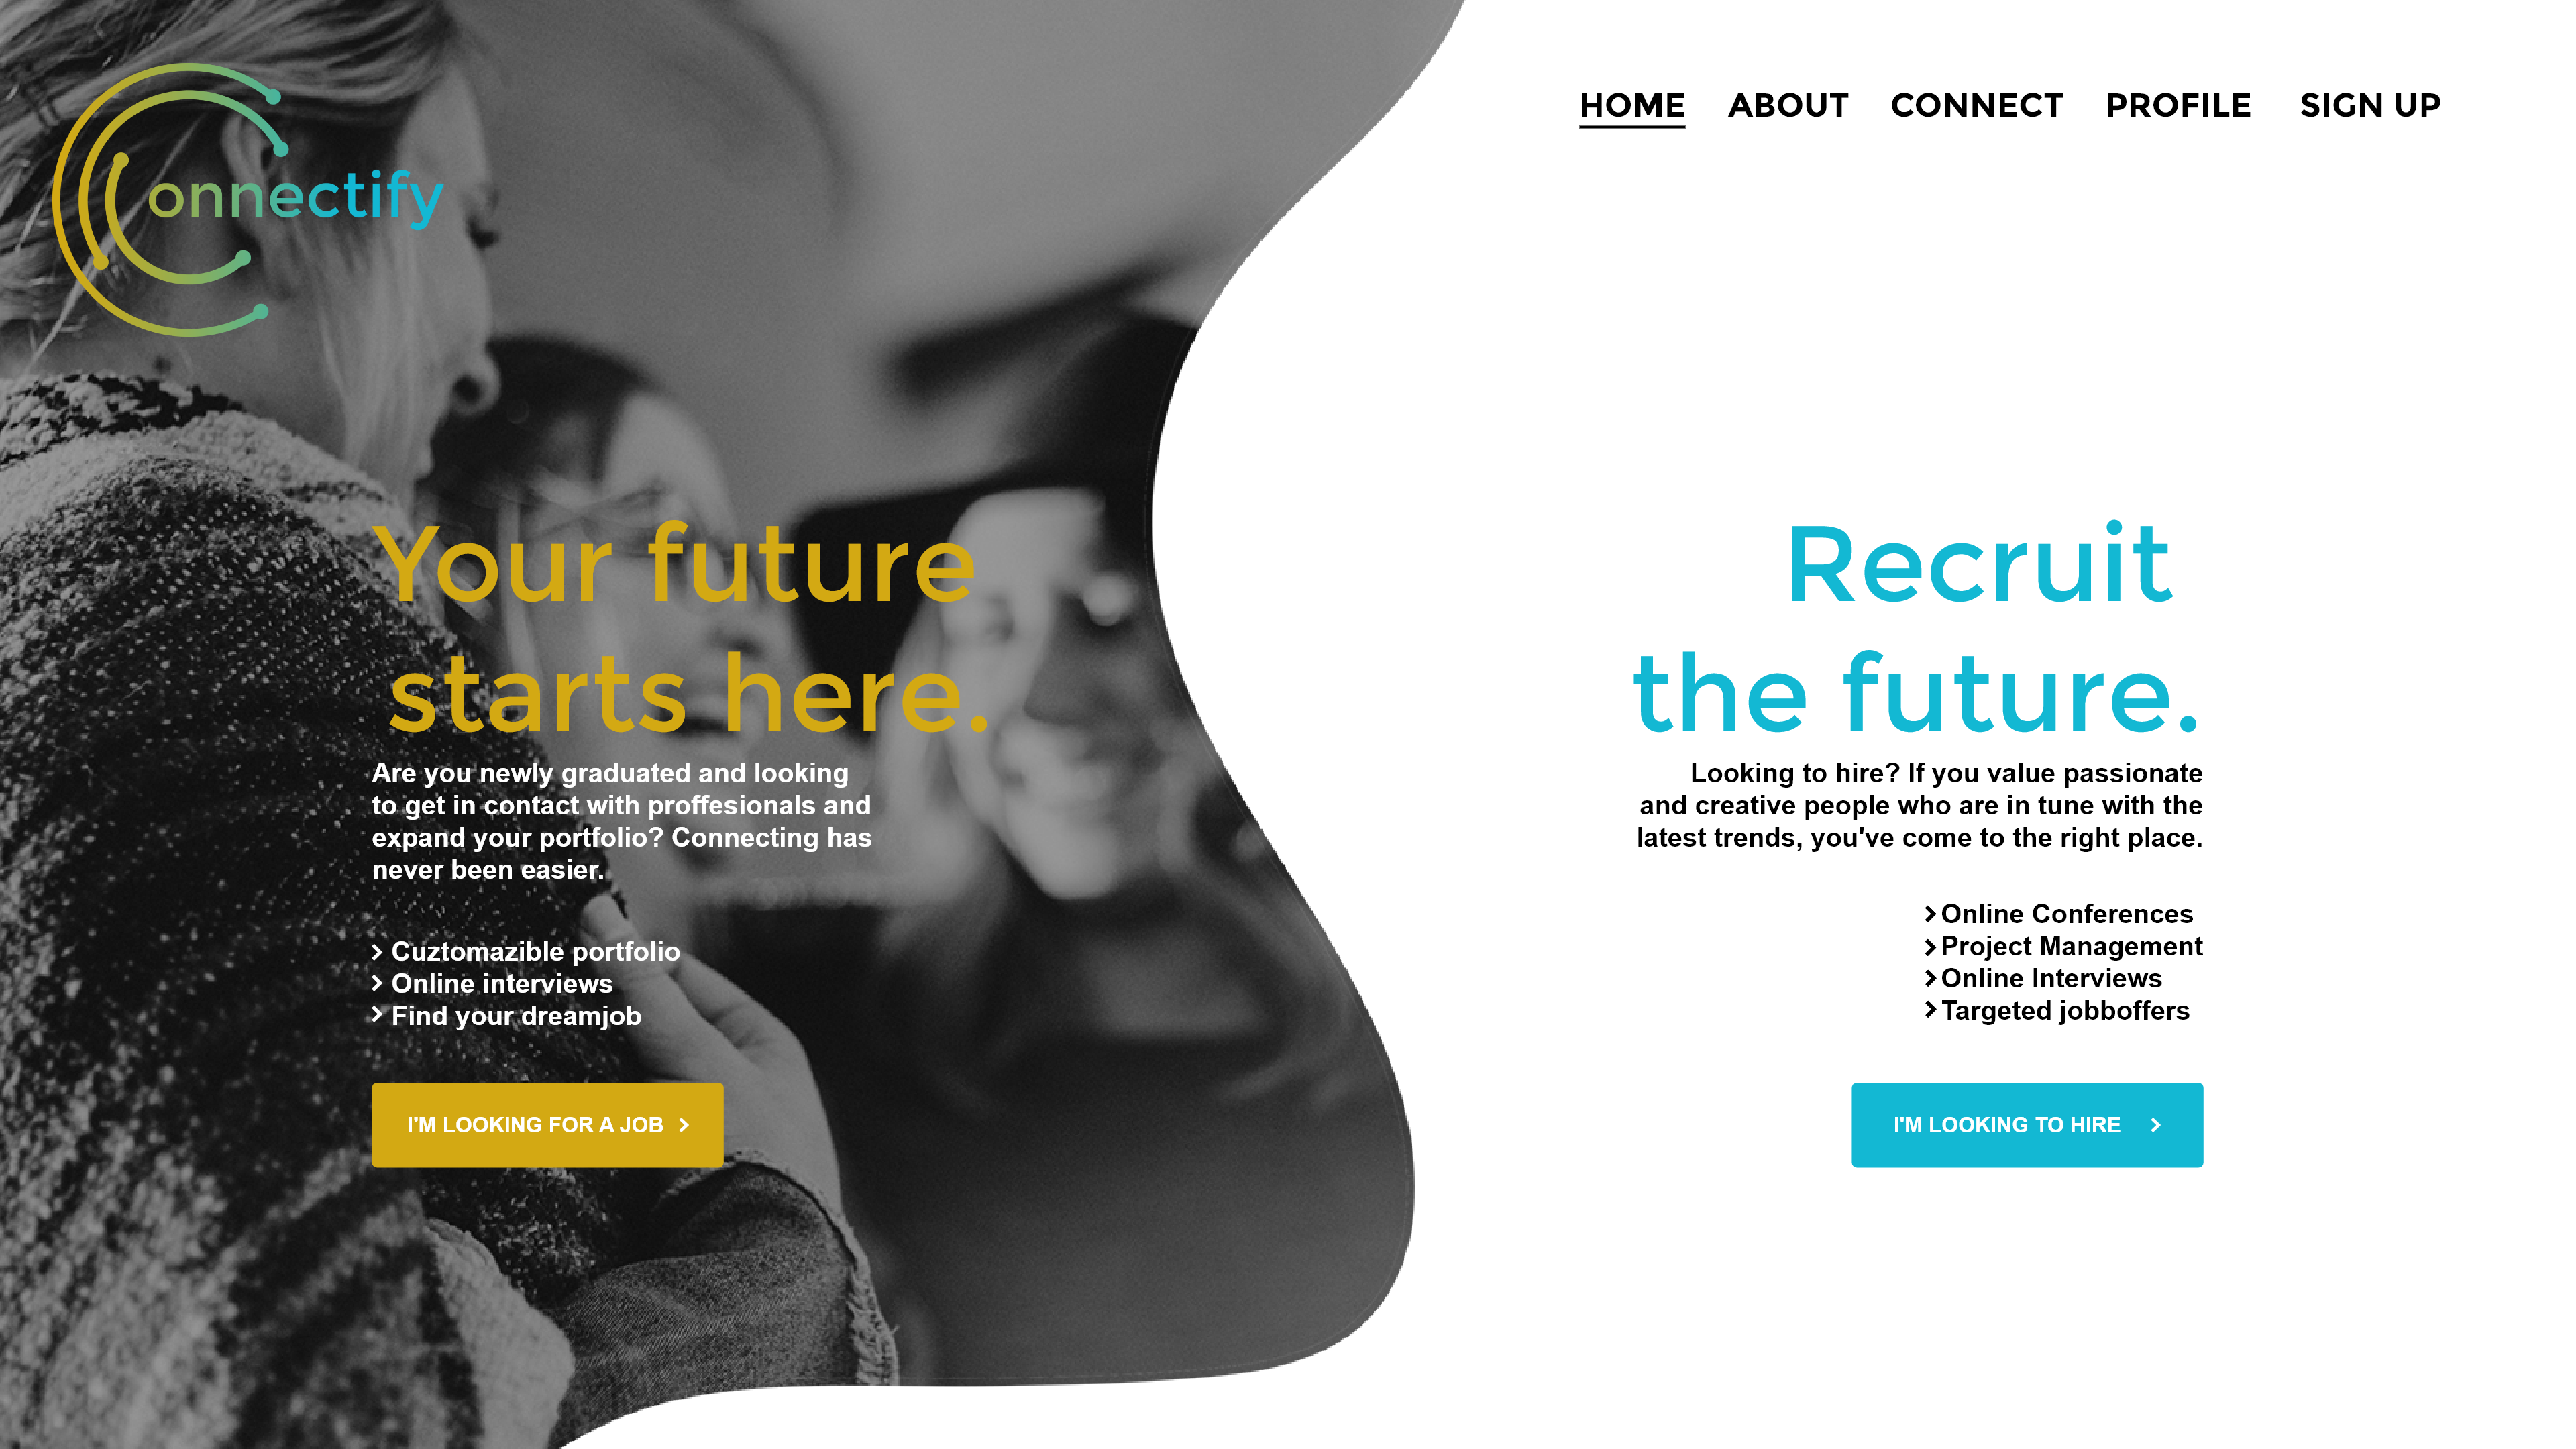 Connectify
HOME ABOUT CONNECT PROFILE SIGN UP
Your future
starts here.
Are you newly graduated and looking
to get in contact with proffesionals and
expand your portfolio? Connecting has
never been easier.
> Cuztomazible portfolio
> Online interviews
> Find your dreamjob
I'M LOOKING FOR A JOB >
Recruit
the future.
Looking to hire? If you value passionate
and creative people who are in tune with the
latest trends, you've come to the right place.
> Online Conferences
> Project Management
> Online Interviews
> Targeted jobboffers
I'M LOOKING TO HIRE >